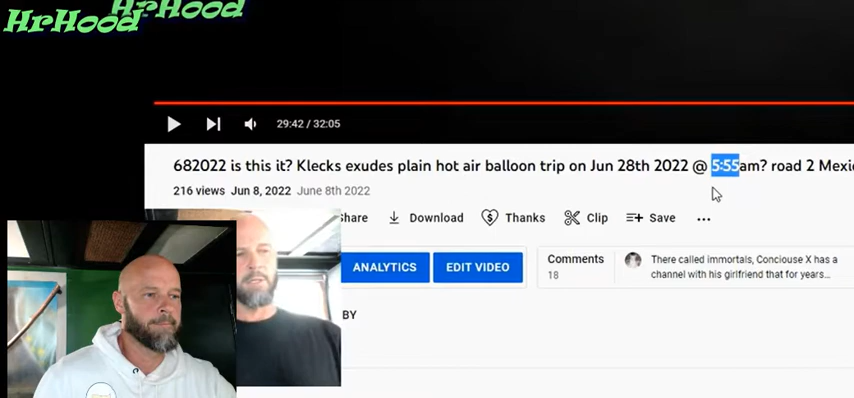 HrHood
HrHood
29:42 / 32:05
682022 is this it? Klecks exudes plain hot air balloon trip on Jun 28th 2022 @ 5:55am? road 2 Mexic
216 views Jun 8, 2022 June 8th 2022
Share Download Thanks Clip Save ...
ANALYTICS EDIT VIDEO
Comments
18
There called immortals, Conciouse X has a
channel with his girlfriend that for years...
BY